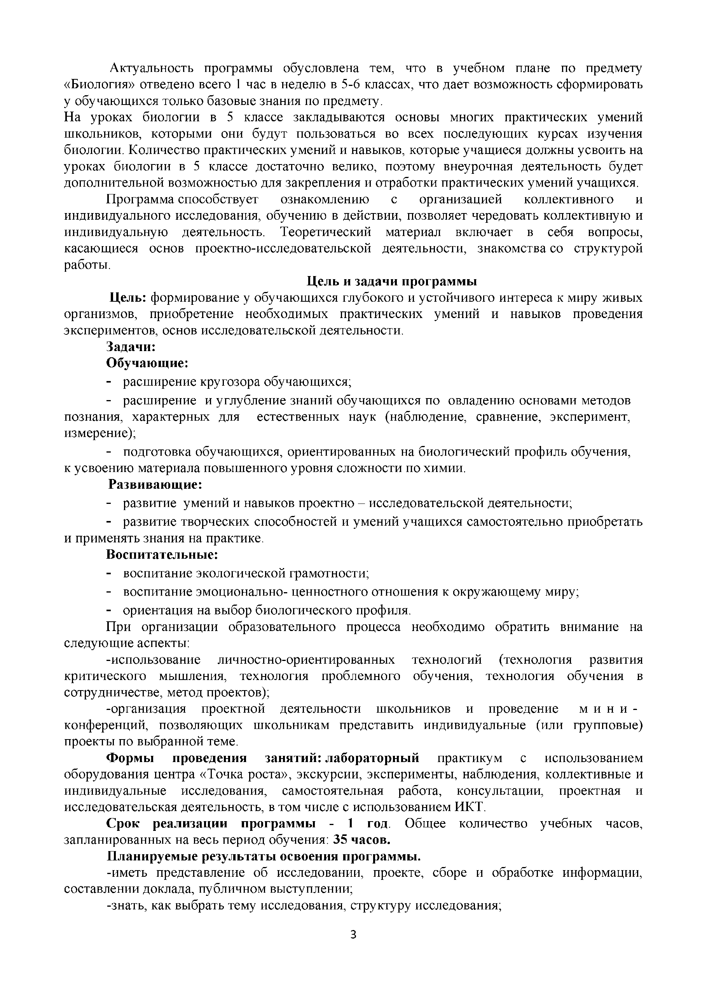 Актуальность программы обусловлена тем, что в учебном плане по предмету
«Биология» отведено всего 1 час в неделю в 5-6 классах, что дает возможность сформировать
у обучающихся только базовые знания по предмету.
На уроках биологии в 5 классе закладываются основы многих практических умений
школьников, которыми они будут пользоваться во всех последующих курсах изучения
биологии. Количество практических умений и навыков, которые учащиеся должны усвоить на
уроках биологии в 5 классе достаточно велико, поэтому внеурочная деятельность будет
дополнительной возможностью для закрепления и отработки практических умений учащихся.
Программа способствует ознакомлению с организацией коллективного и
индивидуального исследования, обучению в действии, позволяет чередовать коллективную и
индивидуальную деятельность. Теоретический материал включает в себя вопросы,
касающиеся основ проектно-исследовательской деятельности, знакомства со структурой
работы.
Цель и задачи программы
Цель: формирование у обучающихся глубокого и устойчивого интереса к миру живых
организмов, приобретение необходимых практических умений и навыков проведения
экспериментов, основ исследовательской деятельности.
Задачи:
Обучающие:
- расширение кругозора обучающихся;
- расширение и углубление знаний обучающихся по овладению основами методов
познания, характерных для естественных наук (наблюдение, сравнение, эксперимент,
измерение);
- подготовка обучающихся, ориентированных на биологический профиль обучения,
к усвоению материала повышенного уровня сложности по химии.
Развивающие:
- развитие умений и навыков проектно – исследовательской деятельности;
- развитие творческих способностей и умений учащихся самостоятельно приобретать
и применять знания на практике.
Воспитательные:
- воспитание экологической грамотности;
- воспитание эмоционально- ценностного отношения к окружающему миру;
- ориентация на выбор биологического профиля.
При организации образовательного процесса необходимо обратить внимание на
следующие аспекты:
-использование личностно-ориентированных технологий (технология развития
критического мышления, технология проблемного обучения, технология обучения в
сотрудничестве, метод проектов);
-организация проектной деятельности школьников и проведение мини-
конференций, позволяющих школьникам представить индивидуальные (или групповые)
проекты по выбранной теме.
Формы проведения занятий: лабораторный практикум с использованием
оборудования центра «Точка роста», экскурсии, эксперименты, наблюдения, коллективные и
индивидуальные исследования, самостоятельная работа, консультации, проектная и
исследовательская деятельность, в том числе с использованием ИКТ.
Срок реализации программы - 1 год. Общее количество учебных часов,
запланированных на весь период обучения: 35 часов.
Планируемые результаты освоения программы.
-иметь представление об исследовании, проекте, сборе и обработке информации,
составлении доклада, публичном выступлении;
-знать, как выбрать тему исследования, структуру исследования;
3